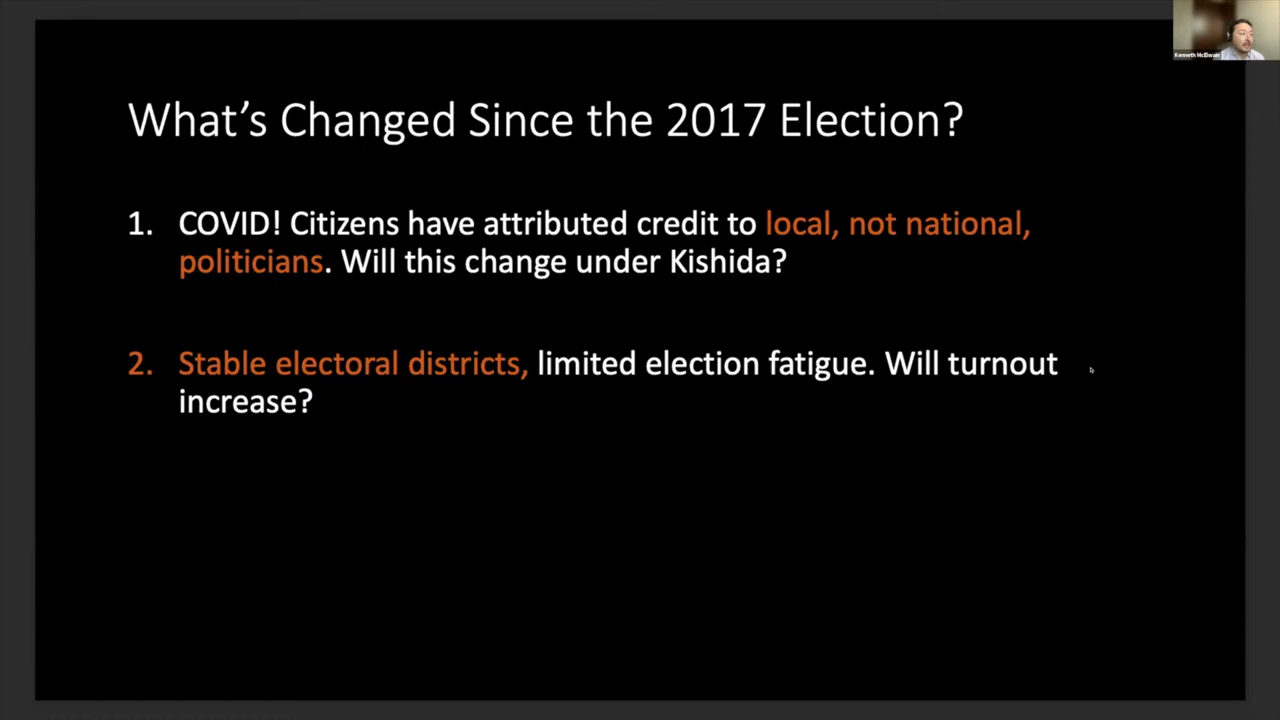 Kenneth McElwain
What's Changed Since the 2017 Election?
1. COVID! Citizens have attributed credit to local, not national,
politicians. Will this change under Kishida?
2. Stable electoral districts, limited election fatigue. Will turnout
increase?